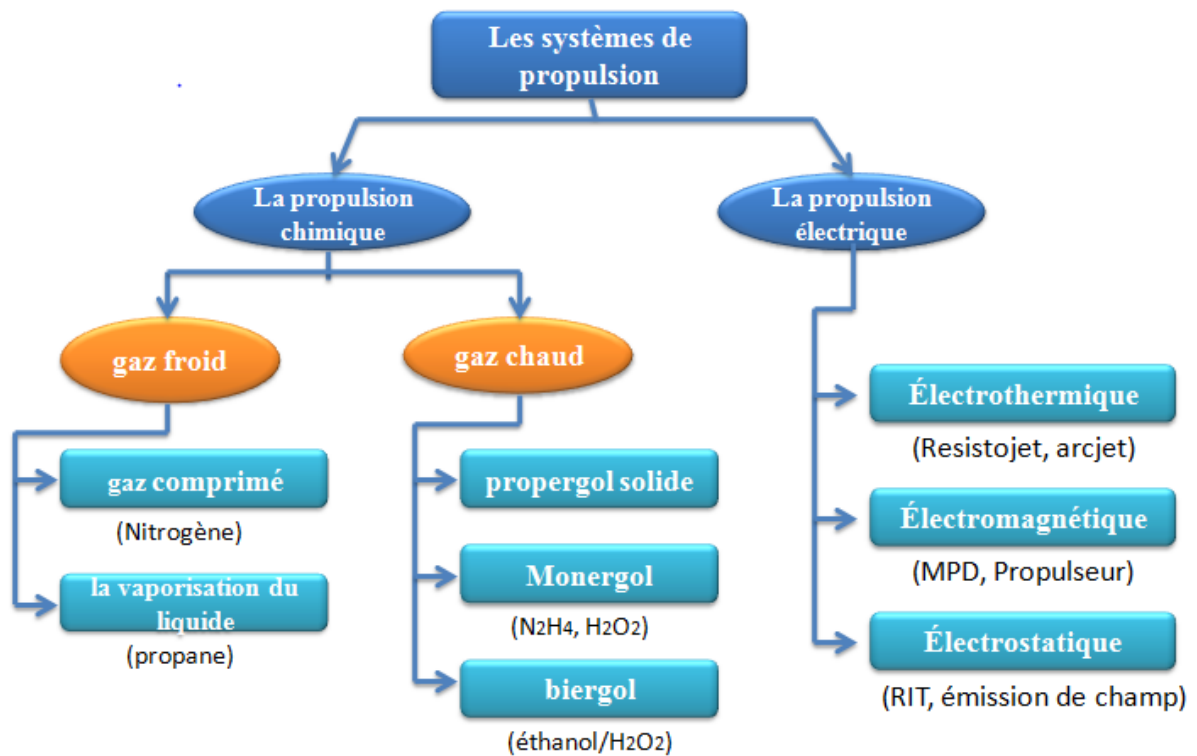 Les systèmes de
propulsion
La propulsion
chimique
La propulsion
électrique
gaz froid
gaz chaud
gaz comprimé
(Nitrogène)
la vaporisation du
liquide
(propane)
propergol solide
Monergol
(N2H4, H2O2)
biergol
(éthanol/H2O2)
Électrothermique
(Resistojet, arcjet)
Électromagnétique
(MPD, Propulseur)
Électrostatique
(RIT, émission de champ)